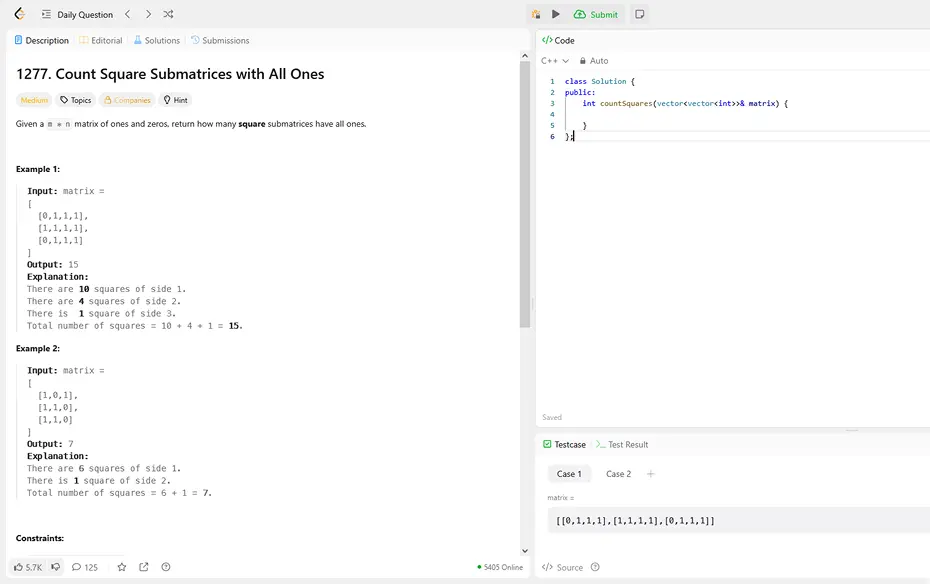 Daily Question
Submit
Description
Editorial
Solutions
Submissions
1277. Count Square Submatrices with All Ones
Medium
Topics
Companies
Hint
Given a m * n matrix of ones and zeros, return how many square submatrices have all ones.
Example 1:
Input: matrix =
[
[0,1,1,1],
[1,1,1,1],
[0,1,1,1]
]
Output: 15
Explanation:
There are 10 squares of side 1.
There are 4 squares of side 2.
There is  1 square of side 3.
Total number of squares = 10 + 4 + 1 = 15.
Example 2:
Input: matrix =
[
[1,0,1],
[1,1,0],
[1,1,0]
]
Output: 7
Explanation:
There are 6 squares of side 1.
There is 1 square of side 2.
Total number of squares = 6 + 1 = 7.
Constraints:
5.7K
125
5405 Online
</> Code
C++
Auto
1 class Solution {
2 public:
3     int countSquares(vector<vector<int>>& matrix) {
4
5     }
6 };
Saved
Testcase
>_ Test Result
Case 1
Case 2
+
matrix =
[[0,1,1,1],[1,1,1,1],[0,1,1,1]]
</> Source